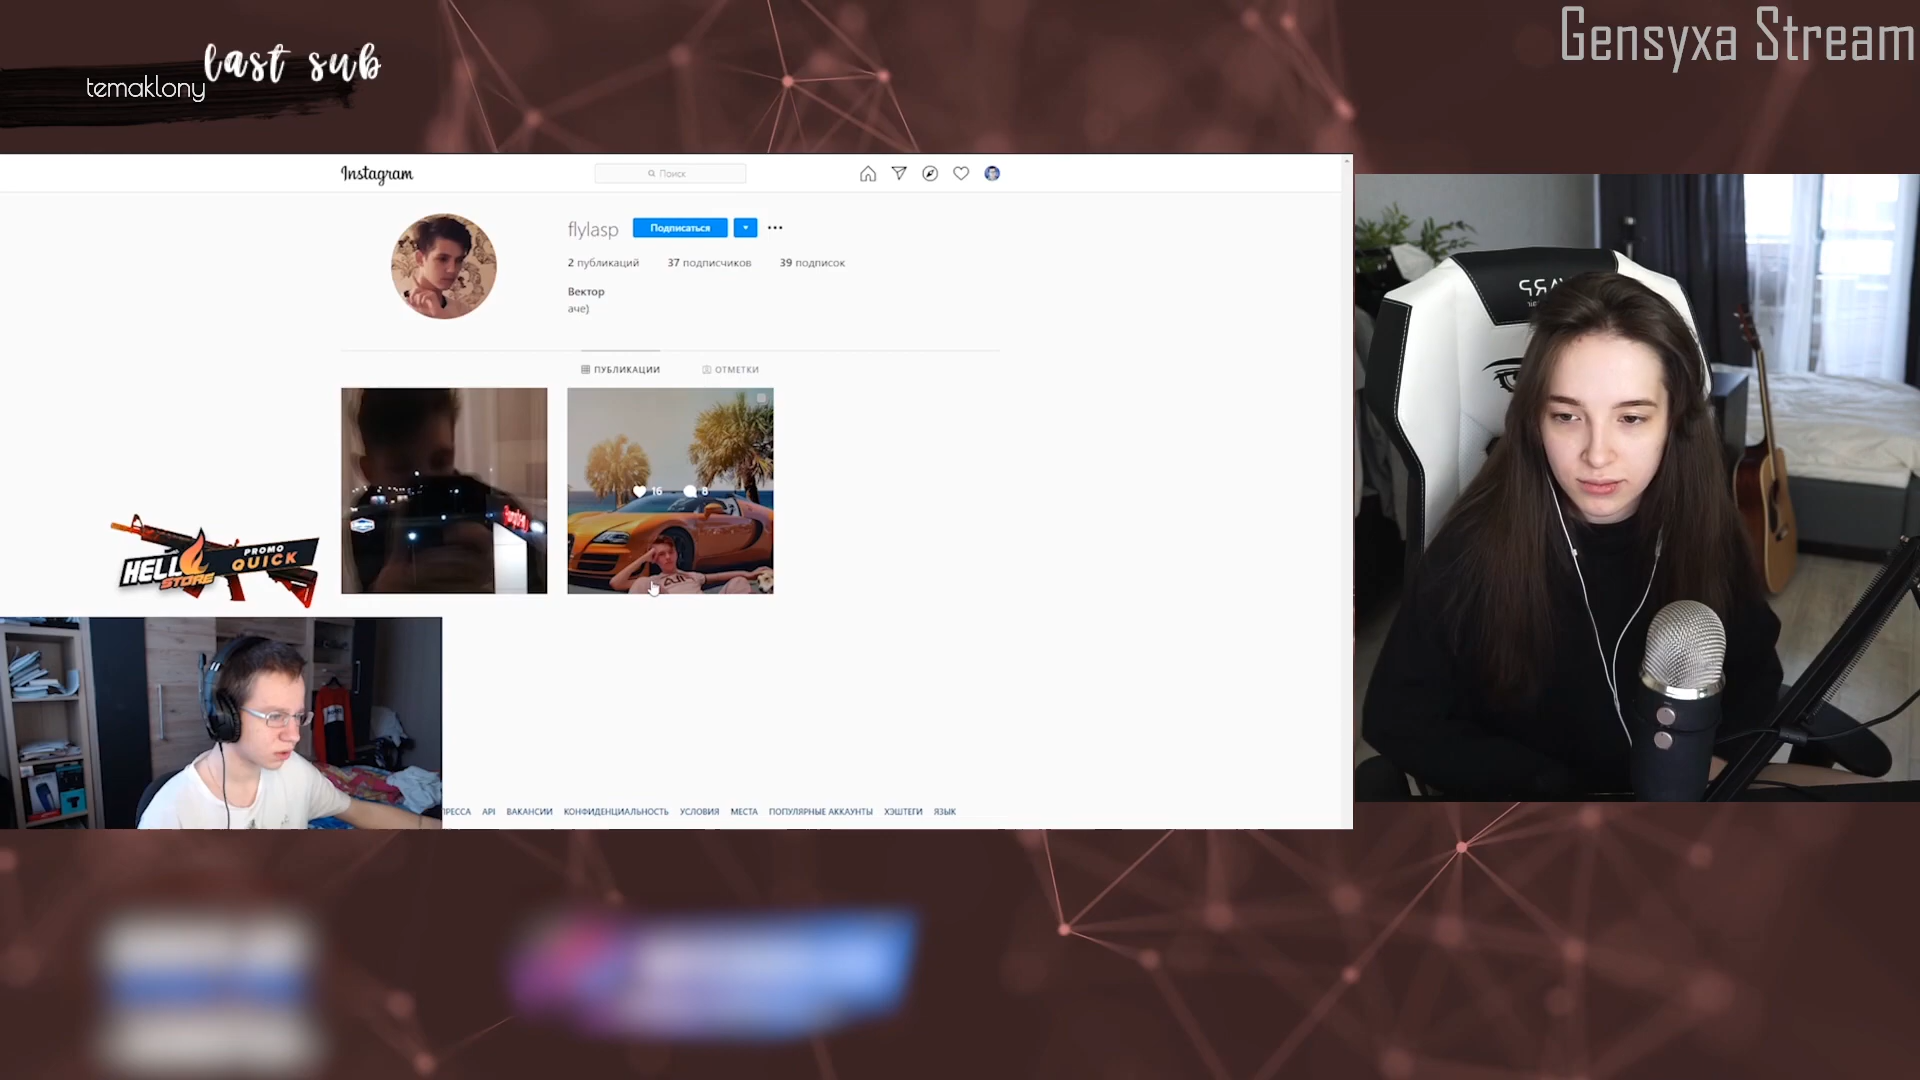 last sub
temaklony
Gensyxa Stream
Instagram
Поиск
flylasp
Подписаться
2 публикаций 37 подписчиков 39 подписок
Вектор
аче)
ПУБЛИКАЦИИ ОТМЕТКИ
16 8
HELL STORE
PROMO
QUICK
API ВАКАНСИИ КОНФИДЕНЦИАЛЬНОСТЬ УСЛОВИЯ МЕСТА ПОПУЛЯРНЫЕ АККАУНТЫ ХЭШТЕГИ ЯЗЫК